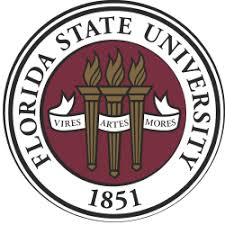 FLORIDA STATE UNIVERSITY
VIRES ARTES MORES
1851